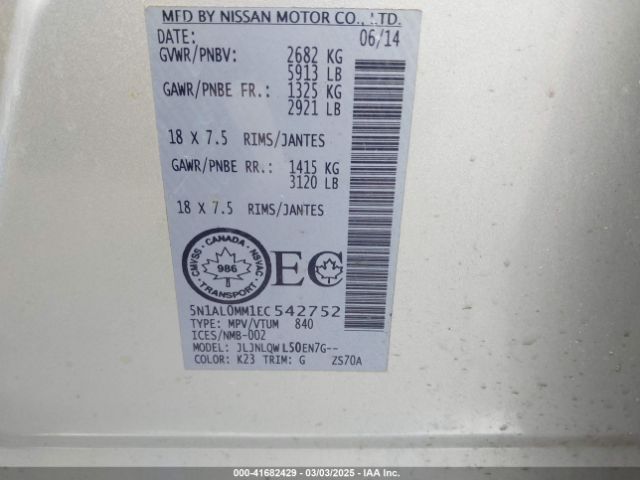 MFD BY NISSAN MOTOR CO., LTD.
DATE: 06/14
GVWR/PNBV: 2682 KG
5913 LB
GAWR/PNBE FR.: 1325 KG
2921 LB
18 X 7.5 RIMS/JANTES
GAWR/PNBE RR.: 1415 KG
3120 LB
18 X 7.5 RIMS/JANTES
CMVSS · CANADA · NSVAC
986
TRANSPORT
EC
5N1AL0MM1EC542752
TYPE: MPV/VTUM 840
ICES/NMB-002
MODEL: JLJNLQWL50EN7G--
COLOR: K23 TRIM: G ZS70A
000-41682429 - 03/03/2025 - IAAI.COM